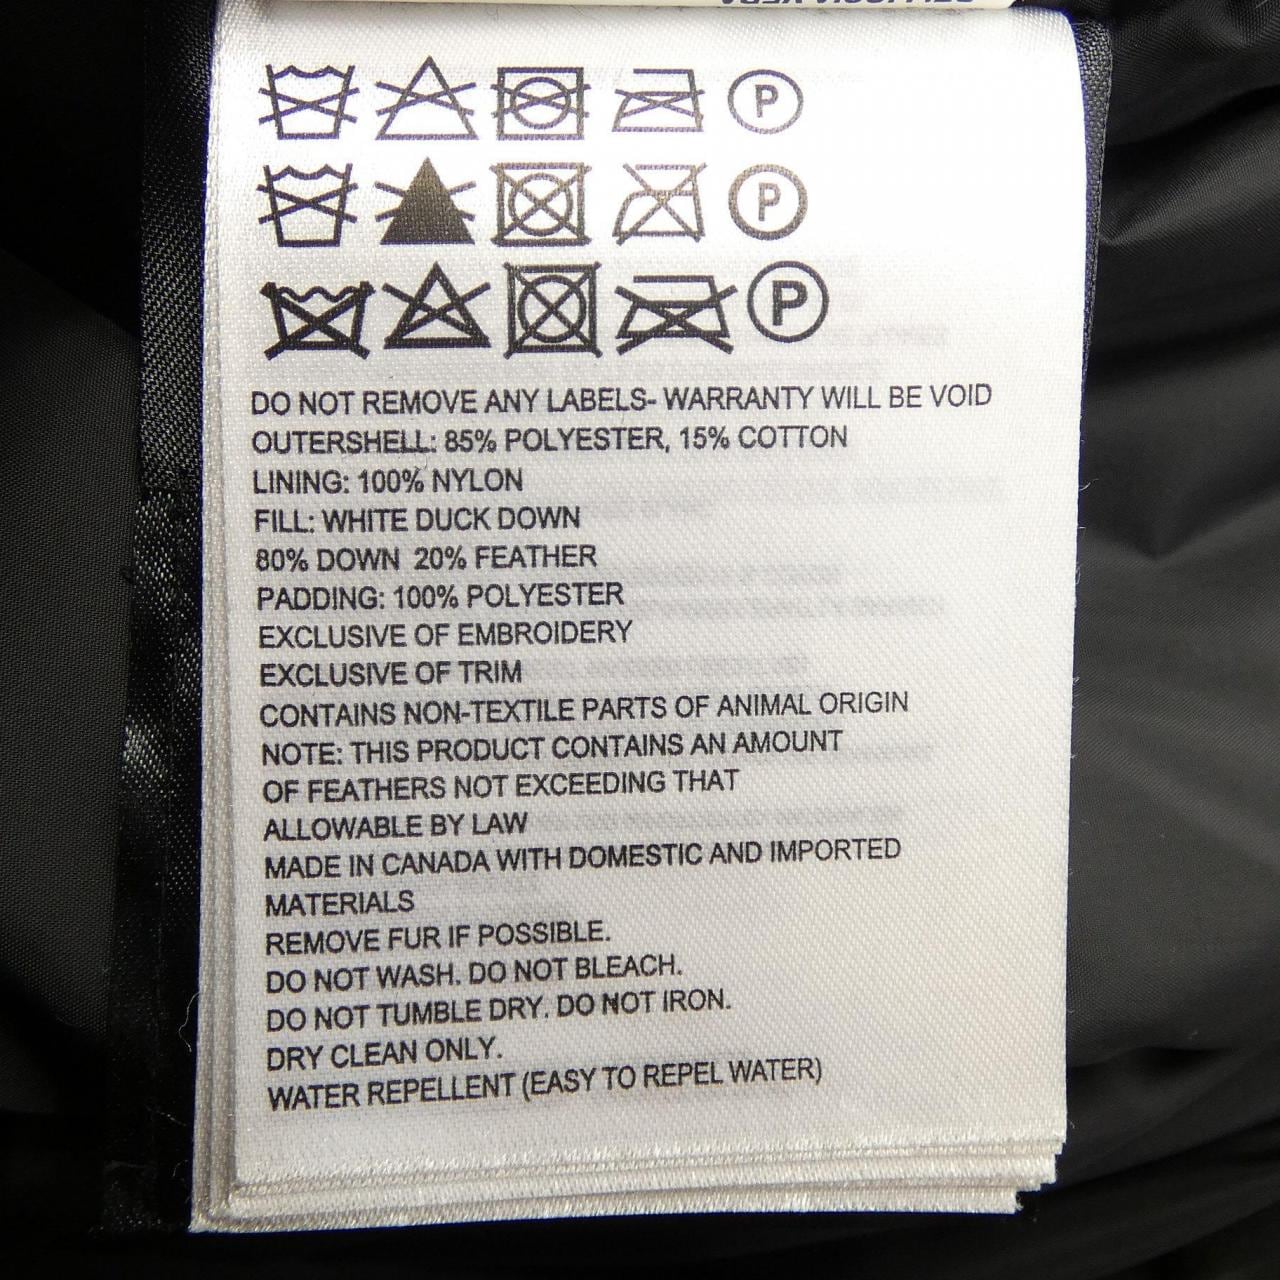 P
P
P
DO NOT REMOVE ANY LABELS- WARRANTY WILL BE VOID
OUTERSHELL: 85% POLYESTER, 15% COTTON
LINING: 100% NYLON
FILL: WHITE DUCK DOWN
80% DOWN 20% FEATHER
PADDING: 100% POLYESTER
EXCLUSIVE OF EMBROIDERY
EXCLUSIVE OF TRIM
CONTAINS NON-TEXTILE PARTS OF ANIMAL ORIGIN
NOTE: THIS PRODUCT CONTAINS AN AMOUNT
OF FEATHERS NOT EXCEEDING THAT
ALLOWABLE BY LAW
MADE IN CANADA WITH DOMESTIC AND IMPORTED
MATERIALS
REMOVE FUR IF POSSIBLE.
DO NOT WASH. DO NOT BLEACH.
DO NOT TUMBLE DRY. DO NOT IRON.
DRY CLEAN ONLY.
WATER REPELLENT (EASY TO REPEL WATER)